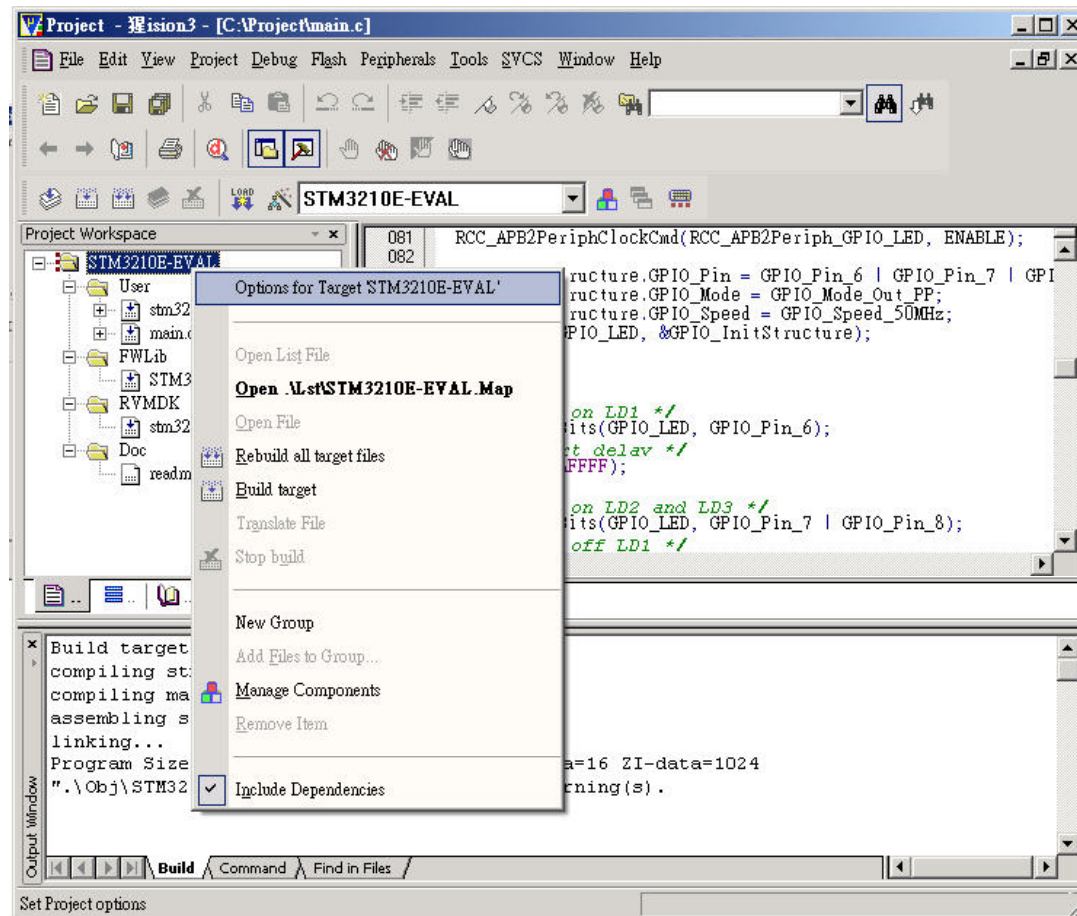 Project - 猩ision3 - [C:\Project\main.c]
File Edit View Project Debug Flash Peripherals Tools SVCS Window Help
LOAD
STM3210E-EVAL
Project Workspace
STM3210E-EVAL
User
stm32
main.c
FWLib
STM3
RVMDK
stm32
Doc
readm
081 RCC_APB2PeriphClockCmd(RCC_APB2Periph_GPIO_LED, ENABLE);
082
ructure.GPIO_Pin = GPIO_Pin_6 | GPIO_Pin_7 | GPI
ructure.GPIO_Mode = GPIO_Mode_Out_PP;
ructure.GPIO_Speed = GPIO_Speed_50MHz;
PIO_LED, &GPIO_InitStructure);
on LD1 */
its(GPIO_LED, GPIO_Pin_6);
t delay */
FFFF);
on LD2 and LD3 */
its(GPIO_LED, GPIO_Pin_7 | GPIO_Pin_8);
off LD1 */
Options for Target 'STM3210E-EVAL'
Open List File
Open .\Lst\STM3210E-EVAL.Map
Open File
Rebuild all target files
Build target
Translate File
Stop build
New Group
Add Files to Group...
Manage Components
Remove Item
Include Dependencies
Build target
compiling st
compiling ma
assembling s
linking...
Program Size a=16 ZI-data=1024
".\Obj\STM32 rning(s).
Output Window
Build Command Find in Files
Set Project options